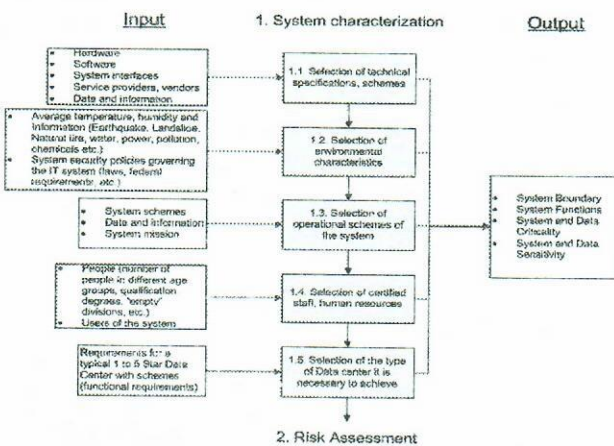 Input
1. System characterization
Output
• Hardware
• Software
• System interfaces
• Service providers, vendors
• Date and information
1.1 Selection of technical
specifications, schemes
• Average temperature, humidity and
information (Earthquake, Landslide,
Natural fire, water, power, pollution,
chemicals etc.)
• System security policies governing
the IT system (laws, federal
requirements, etc.)
1.2. Selection of
environmental
characteristics
• System schemes
• Date and information
• System mission
1.3. Selection of
operational schemes of
the system
• System Boundary
• System Functions
• System and Data
Criticality
• System and Data
Sensitivity
• People (number of
people in different age
groups, qualification
degrees, "empty"
divisions, etc.)
• Users of the system
1.4. Selection of certified
staff, human resources
Requirements for a
typical 1 to 5 Star Data
Center with schemes
(functional requirements)
1.5. Selection of the type
of Data center it is
necessary to achieve
2. Risk Assessment